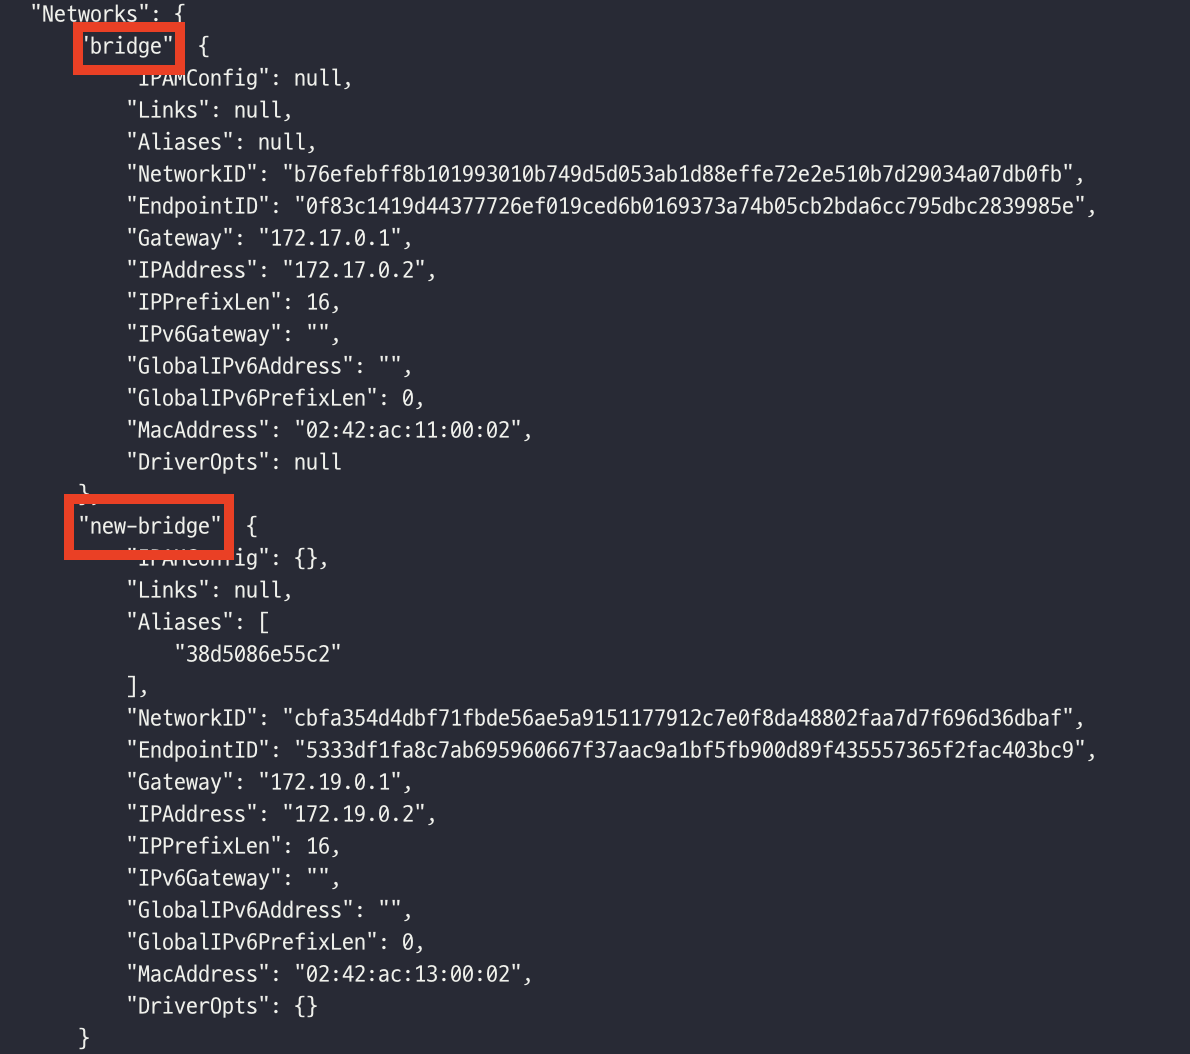 "Networks": {
"bridge" {
"IPAMConfig": null,
"Links": null,
"Aliases": null,
"NetworkID": "b76efebff8b101993010b749d5d053ab1d88effe72e2e510b7d29034a07db0fb",
"EndpointID": "0f83c1419d44377726ef019ced6b0169373a74b05cb2bda6cc795dbc2839985e",
"Gateway": "172.17.0.1",
"IPAddress": "172.17.0.2",
"IPPrefixLen": 16,
"IPv6Gateway": "",
"GlobalIPv6Address": "",
"GlobalIPv6PrefixLen": 0,
"MacAddress": "02:42:ac:11:00:02",
"DriverOpts": null
},
"new-bridge" {
"IPAMConfig": {},
"Links": null,
"Aliases": [
"38d5086e55c2"
],
"NetworkID": "cbfa354d4dbf71fbde56ae5a9151177912c7e0f8da48802faa7d7f696d36dbaf",
"EndpointID": "5333df1fa8c7ab695960667f37aac9a1bf5fb900d89f435557365f2fac403bc9",
"Gateway": "172.19.0.1",
"IPAddress": "172.19.0.2",
"IPPrefixLen": 16,
"IPv6Gateway": "",
"GlobalIPv6Address": "",
"GlobalIPv6PrefixLen": 0,
"MacAddress": "02:42:ac:13:00:02",
"DriverOpts": {}
}